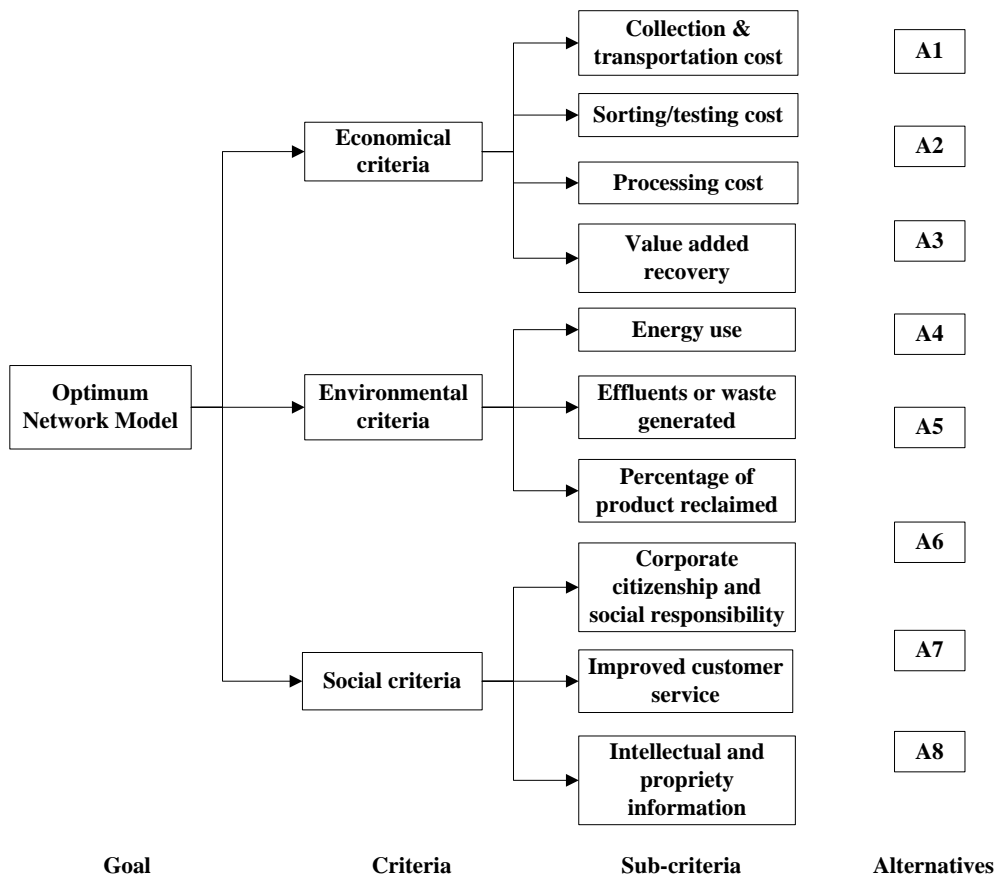 Optimum
Network Model
Economical
criteria
Environmental
criteria
Social criteria
Collection &
transportation cost
Sorting/testing cost
Processing cost
Value added
recovery
Energy use
Effluents or waste
generated
Percentage of
product reclaimed
Corporate
citizenship and
social responsibility
Improved customer
service
Intellectual and
propriety
information
A1
A2
A3
A4
A5
A6
A7
A8
Goal
Criteria
Sub-criteria
Alternatives